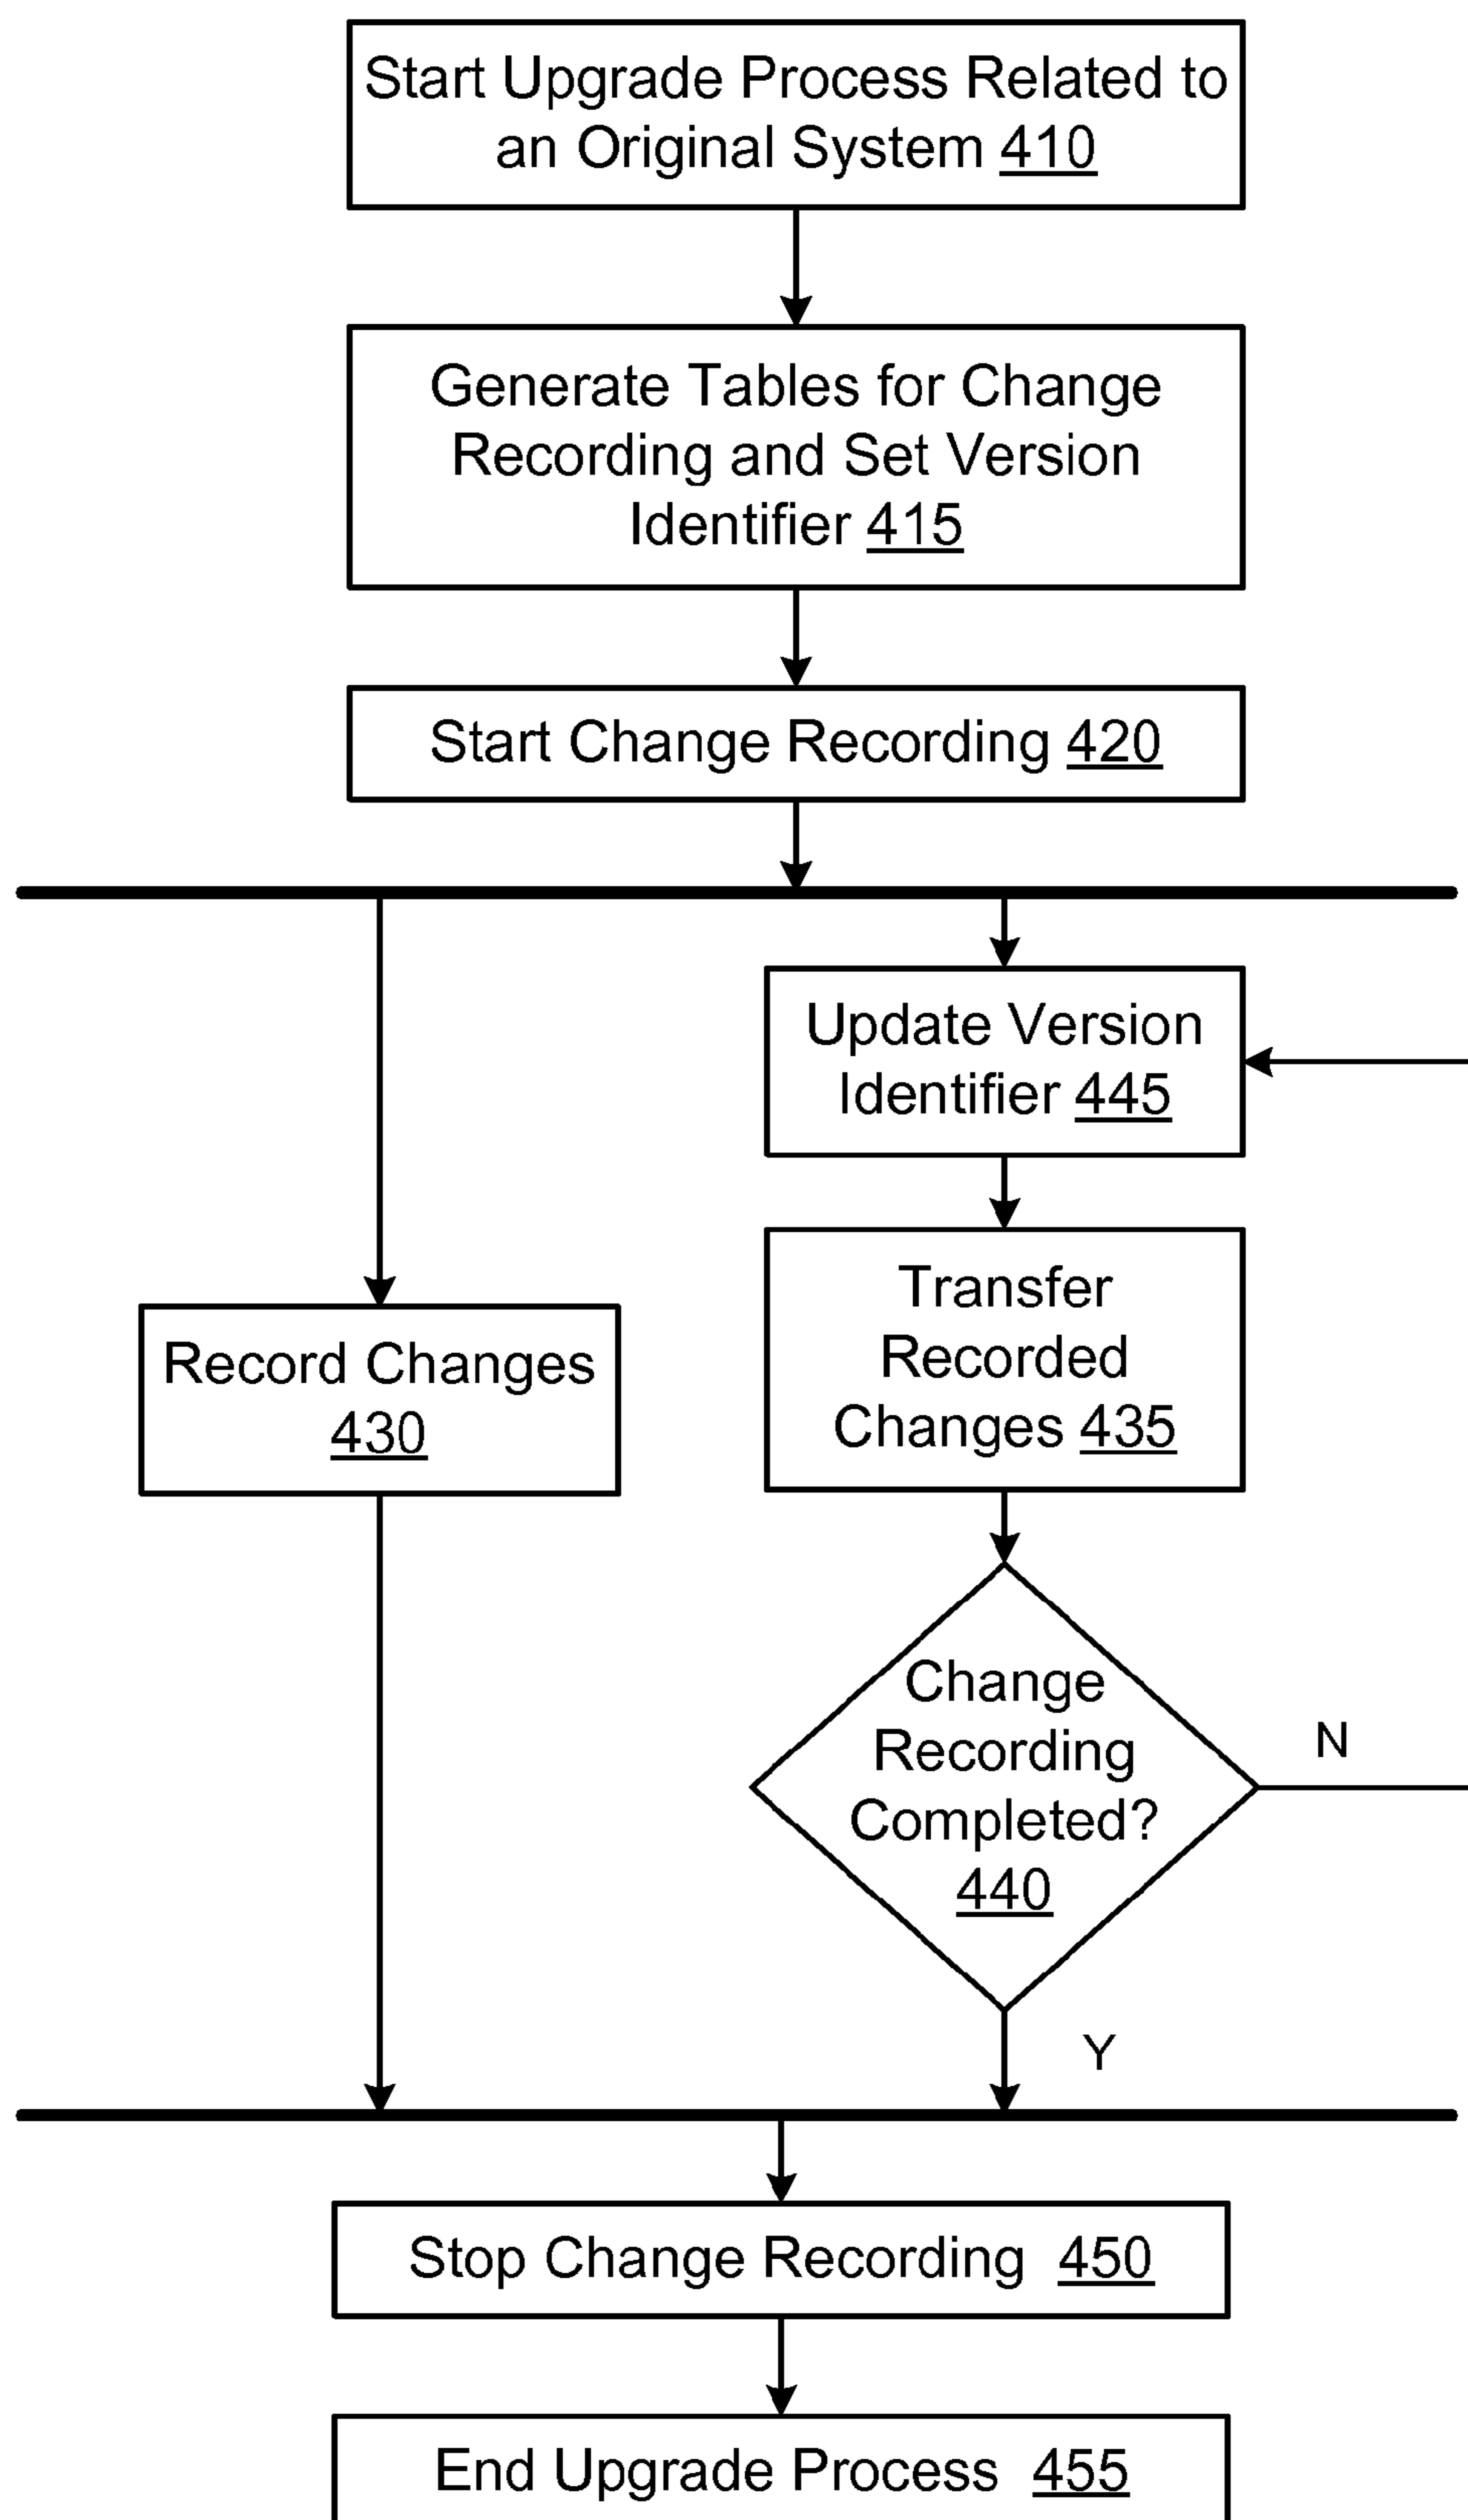 Start Upgrade Process Related to
an Original System 410
Generate Tables for Change
Recording and Set Version
Identifier 415
Start Change Recording 420
Update Version
Identifier 445
Transfer
Recorded
Changes 435
Record Changes
430
Change
Recording
Completed?
440
N
Y
Stop Change Recording 450
End Upgrade Process 455